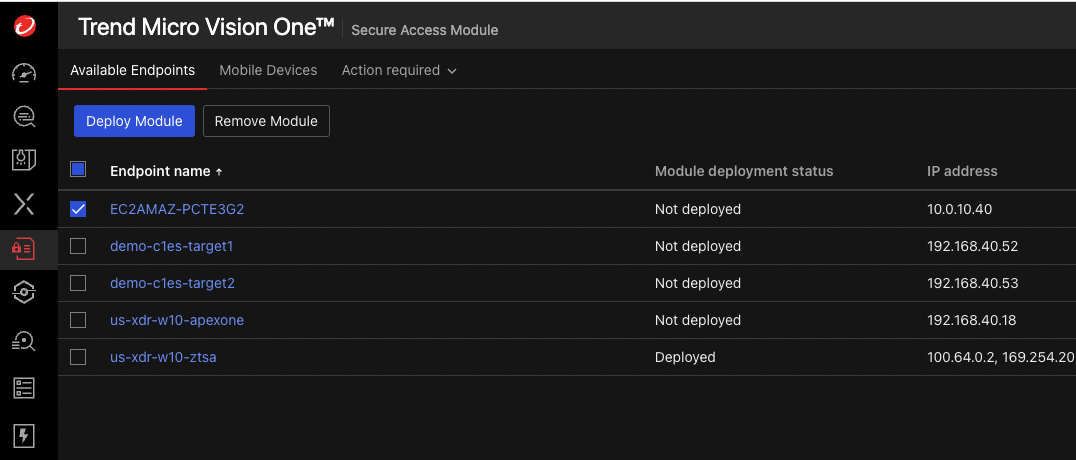 Trend Micro Vision One™ Secure Access Module
Available Endpoints Mobile Devices Action required
Deploy Module Remove Module
Endpoint name ↑ Module deployment status IP address
EC2AMAZ-PCTE3G2 Not deployed 10.0.10.40
demo-c1es-target1 Not deployed 192.168.40.52
demo-c1es-target2 Not deployed 192.168.40.53
us-xdr-w10-apexone Not deployed 192.168.40.18
us-xdr-w10-ztsa Deployed 100.64.0.2, 169.254.20